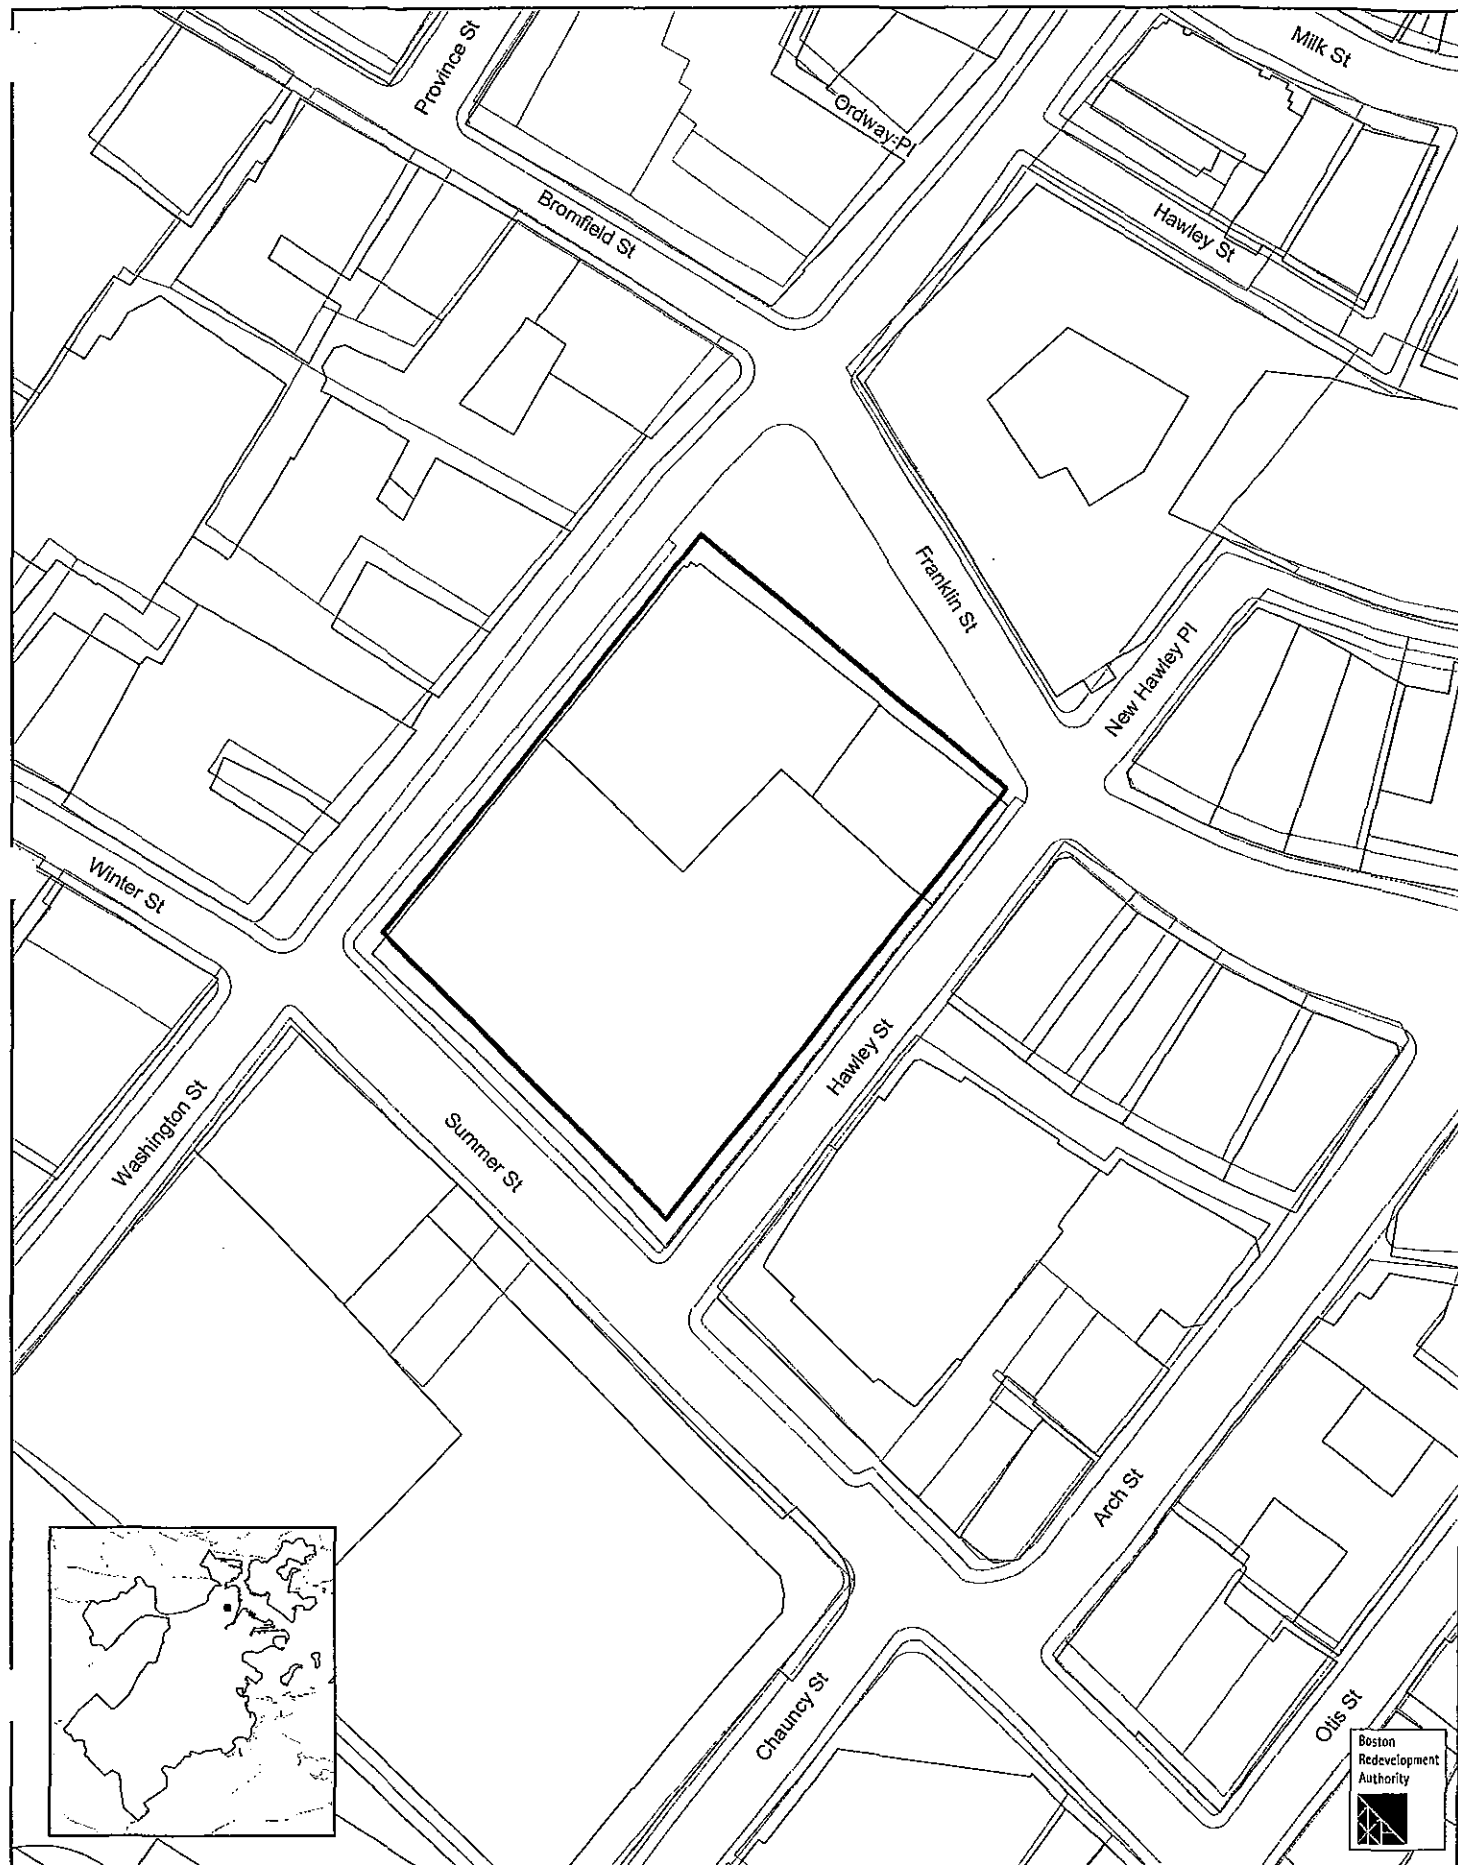 Milk St
Province St
Ordway Pl
Bromfield St
Hawley St
Franklin St
New Hawley Pl
Winter St
Hawley St
Washington St
Summer St
Arch St
Chauncy St
Otis St
Boston
Redevelopment
Authority